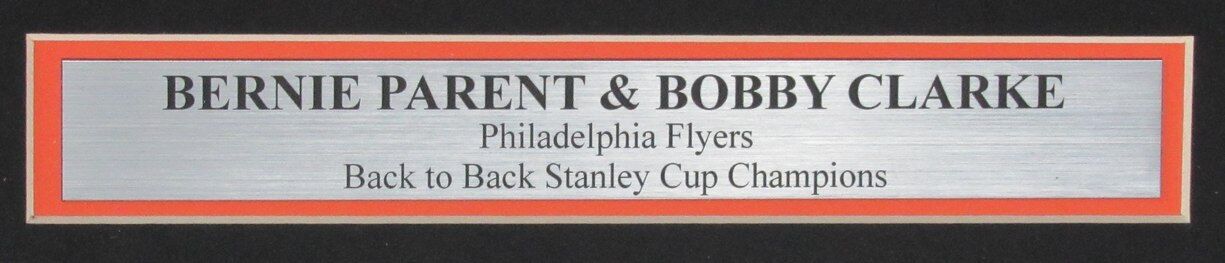 BERNIE PARENT & BOBBY CLARKE
Philadelphia Flyers
Back to Back Stanley Cup Champions